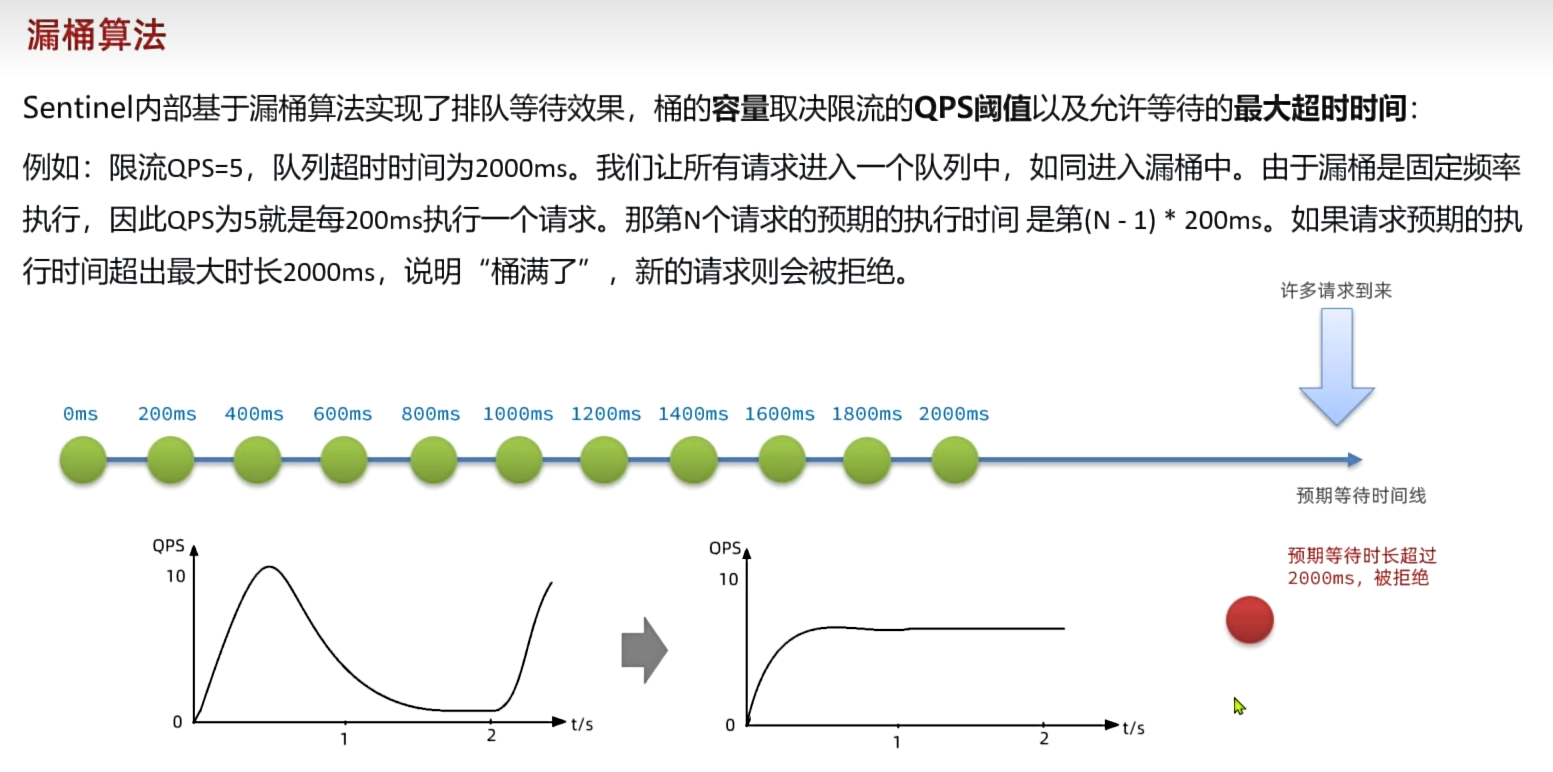 漏桶算法
Sentinel内部基于漏桶算法实现了排队等待效果，桶的容量取决限流的QPS阈值以及允许等待的最大超时时间：
例如：限流QPS=5，队列超时时间为2000ms。我们让所有请求进入一个队列中，如同进入漏桶中。由于漏桶是固定频率
执行，因此QPS为5就是每200ms执行一个请求。那第N个请求的预期的执行时间 是第(N - 1) * 200ms。如果请求预期的执
行时间超出最大时长2000ms，说明“桶满了”，新的请求则会被拒绝。
许多请求到来
0ms 200ms 400ms 600ms 800ms 1000ms 1200ms 1400ms 1600ms 1800ms 2000ms
预期等待时间线
预期等待时长超过
2000ms，被拒绝
QPS
10
0
1
2
t/s
QPS
10
0
1
2
t/s